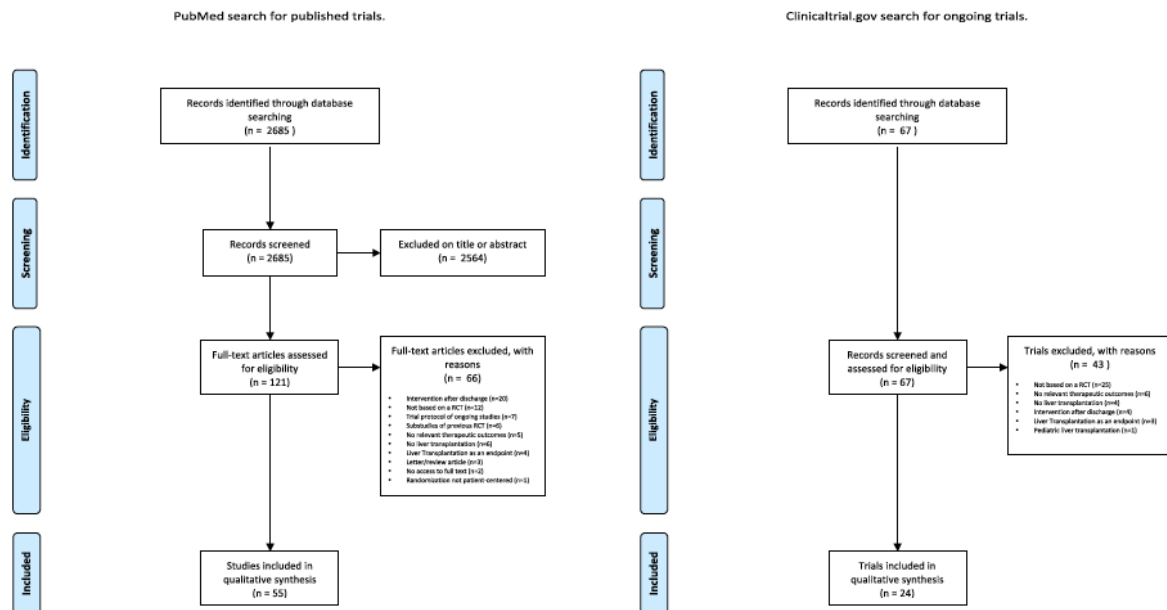 PubMed search for published trials.
Identification
Screening
Eligibility
Included
Records identified through database
searching
(n = 2685 )
Records screened
(n = 2685)
Excluded on title or abstract
(n = 2564)
Full-text articles assessed
for eligibility
(n = 121)
Full-text articles excluded, with
reasons
(n = 66)
• Intervention after discharge (n=20)
• Not based on a RCT (n=12)
• Trial protocol of ongoing studies (n=7)
• Substudies of previous RCT (n=6)
• No relevant therapeutic outcomes (n=5)
• No liver transplantation (n=6)
• Liver Transplantation as an endpoint (n=4)
• Letter/review article (n=3)
• No access to full text (n=2)
• Randomization not patient-centered (n=1)
Studies included in
qualitative synthesis
(n = 55)
Clinicaltrial.gov search for ongoing trials.
Identification
Screening
Eligibility
Included
Records identified through database
searching
(n = 67 )
Records screened and
assessed for eligibility
(n = 67)
Trials excluded, with reasons
(n = 43 )
• Not based on a RCT (n=25)
• No relevant therapeutic outcomes (n=6)
• No liver transplantation (n=4)
• Intervention after discharge (n=4)
• Liver Transplantation as an endpoint (n=3)
• Pediatric liver transplantation (n=1)
Trials included in
qualitative synthesis
(n = 24)